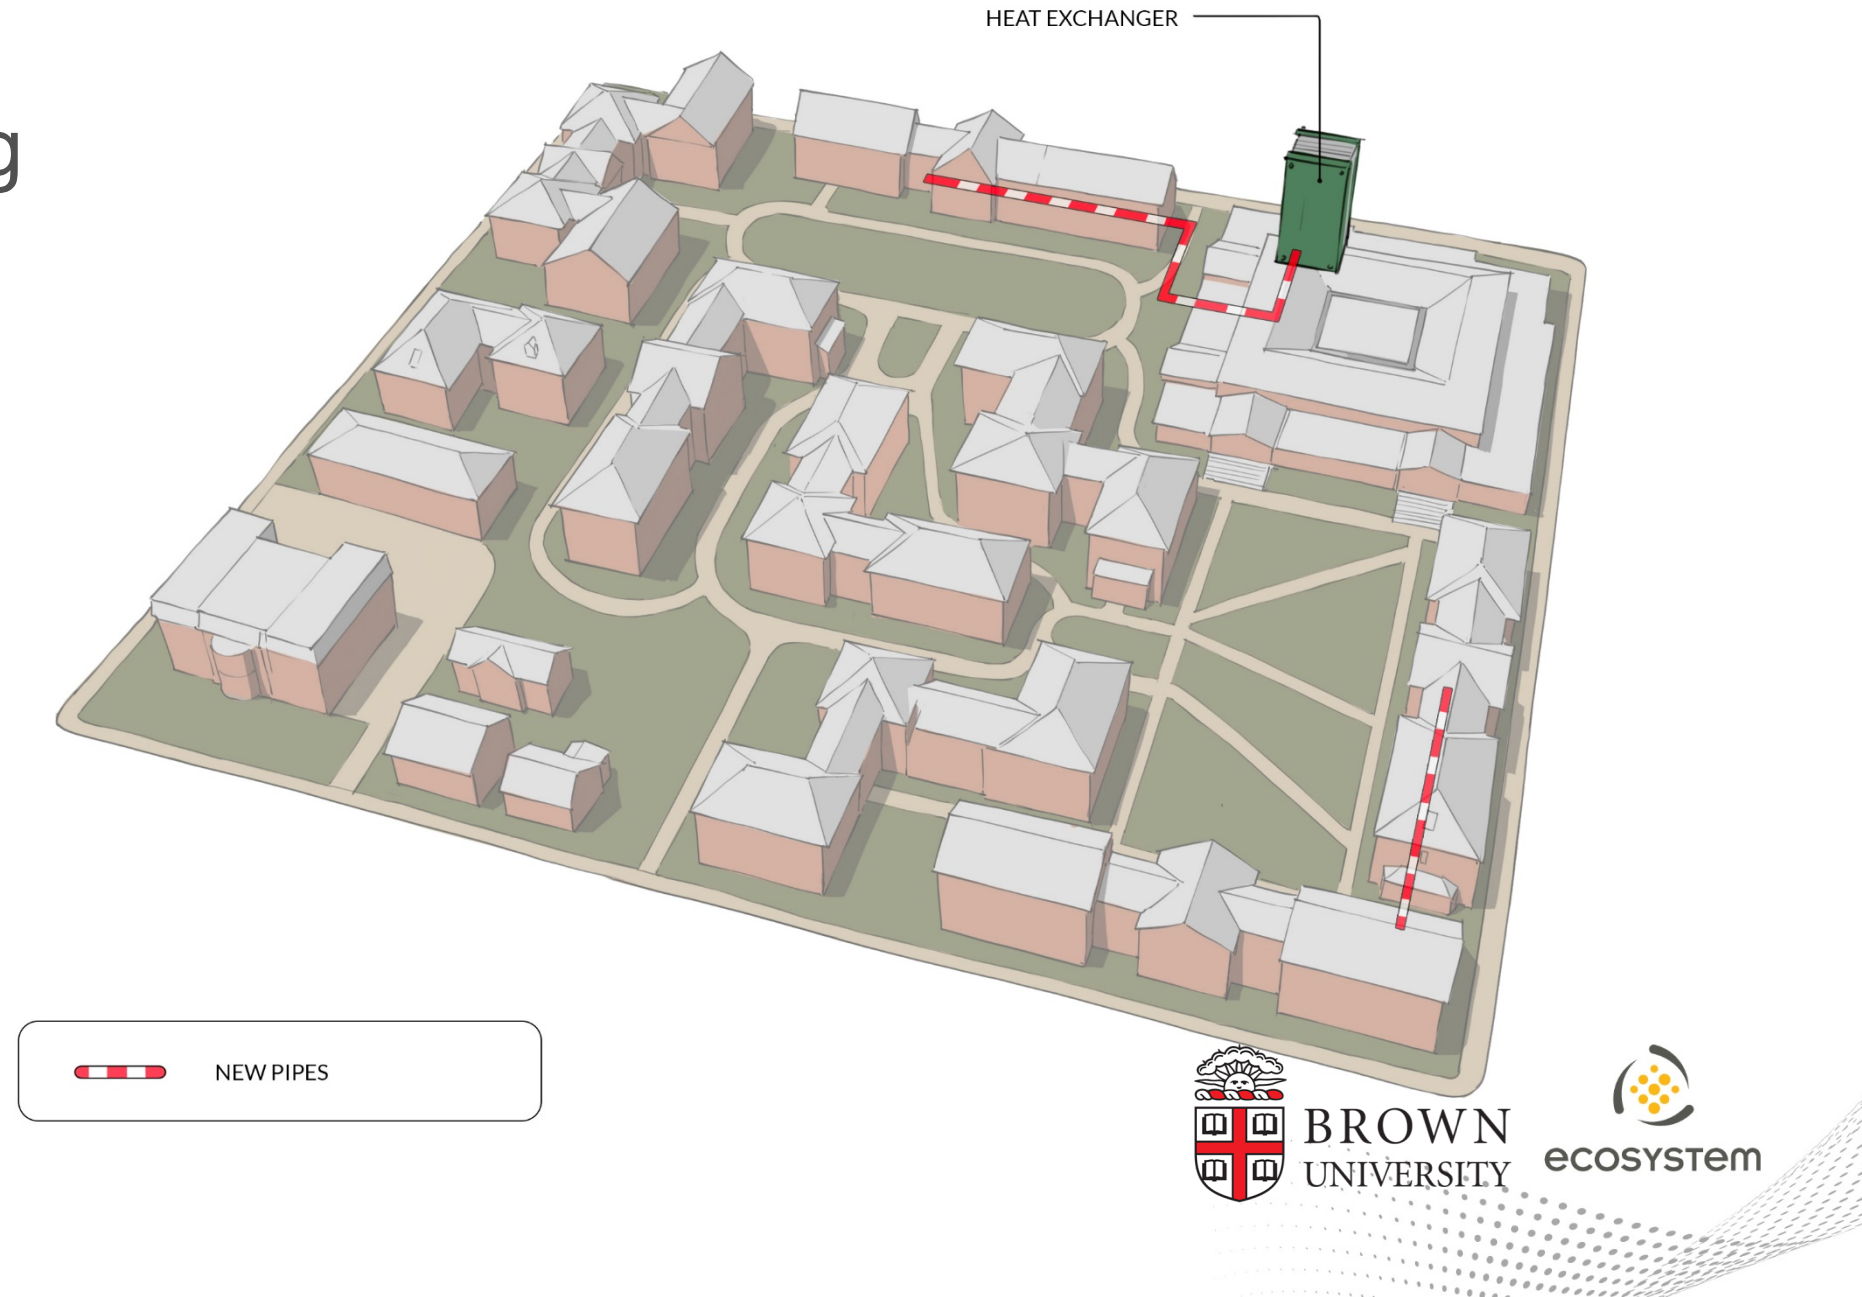 HEAT EXCHANGER
g
NEW PIPES
BROWN
UNIVERSITY
ecosystem